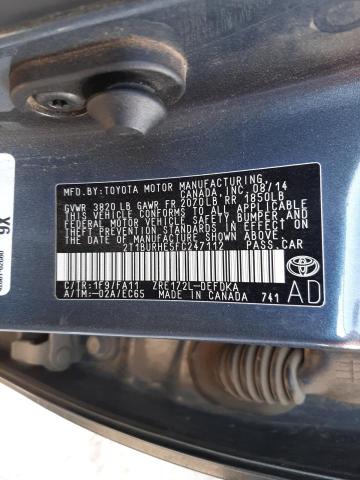 MFD.BY:TOYOTA MOTOR MANUFACTURING
CANADA,INC. 08/14
GVWR 3820 LB GAWR FR 2020LB RR 1850LB
THIS VEHICLE CONFORMS TO ALL APPLICABLE
FEDERAL MOTOR VEHICLE SAFETY, BUMPER, AND
THEFT PREVENTION STANDARDS IN EFFECT ON
THE DATE OF MANUFACTURE SHOWN ABOVE.
2T1BURHE5FC247112 PASS.CAR
C/TR:1F9/FA11 ZRE172L-DEFDKA
A/TM:-02A/EC65 MADE IN CANADA 741
AD
9X